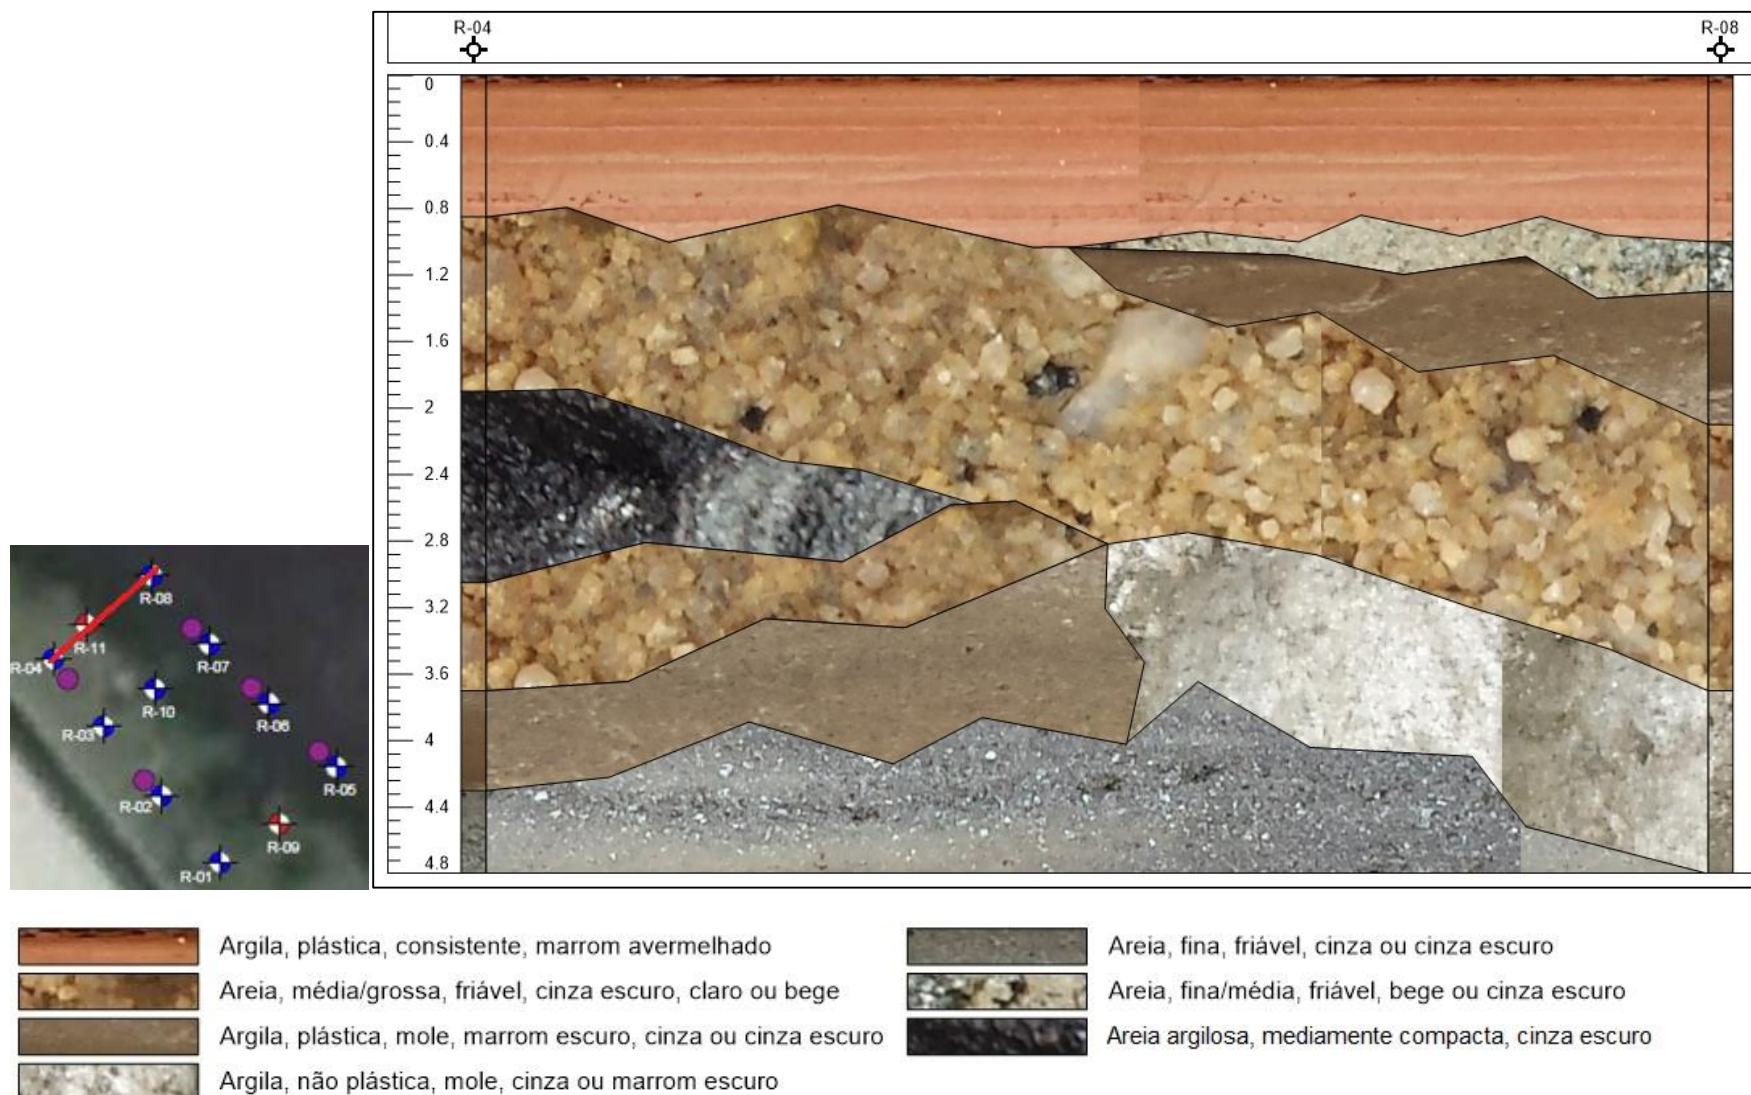 R-04
R-08
0
0.4
0.8
1.2
1.6
2
2.4
2.8
3.2
3.6
4
4.4
4.8
R-08
R-11
R-04
R-07
R-10
R-06
R-03
R-05
R-02
R-09
R-01
Argila, plástica, consistente, marrom avermelhado
Areia, média/grossa, friável, cinza escuro, claro ou bege
Argila, plástica, mole, marrom escuro, cinza ou cinza escuro
Argila, não plástica, mole, cinza ou marrom escuro
Areia, fina, friável, cinza ou cinza escuro
Areia, fina/média, friável, bege ou cinza escuro
Areia argilosa, mediamente compacta, cinza escuro